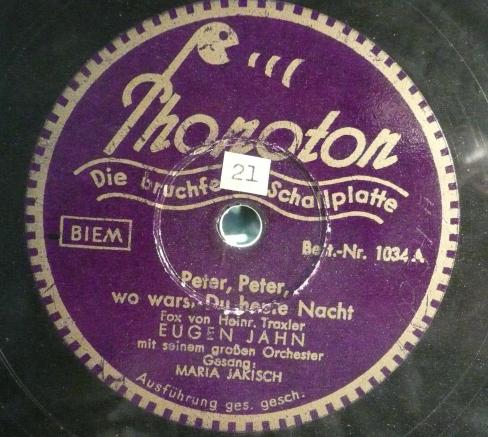 Phonoton
Die bruchfeste Schallplatte
21
BIEM
Best.-Nr. 1034 A
Peter, Peter,
wo warst Du heute Nacht
Fox von Heinr. Traxler
EUGEN JAHN
mit seinem großen Orchester
Gesang:
MARIA JAKISCH
Ausführung ges. gesch.